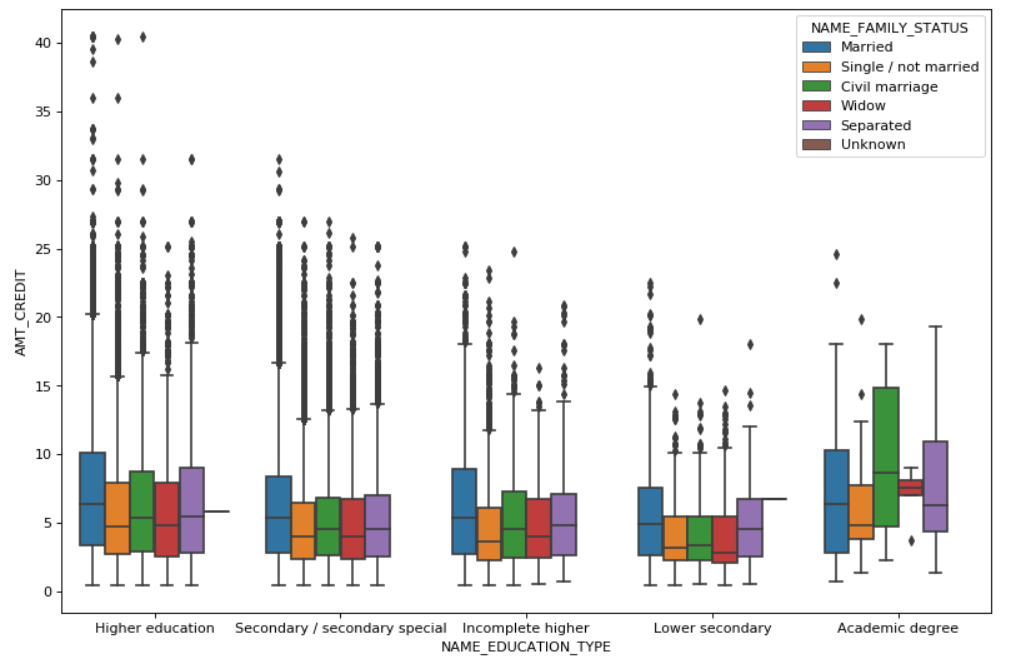 NAME_FAMILY_STATUS
Married
Single / not married
Civil marriage
Widow
Separated
Unknown
40
35
30
25
20
15
10
5
0
AMT_CREDIT
Higher education
Secondary / secondary special
Incomplete higher
Lower secondary
Academic degree
NAME_EDUCATION_TYPE